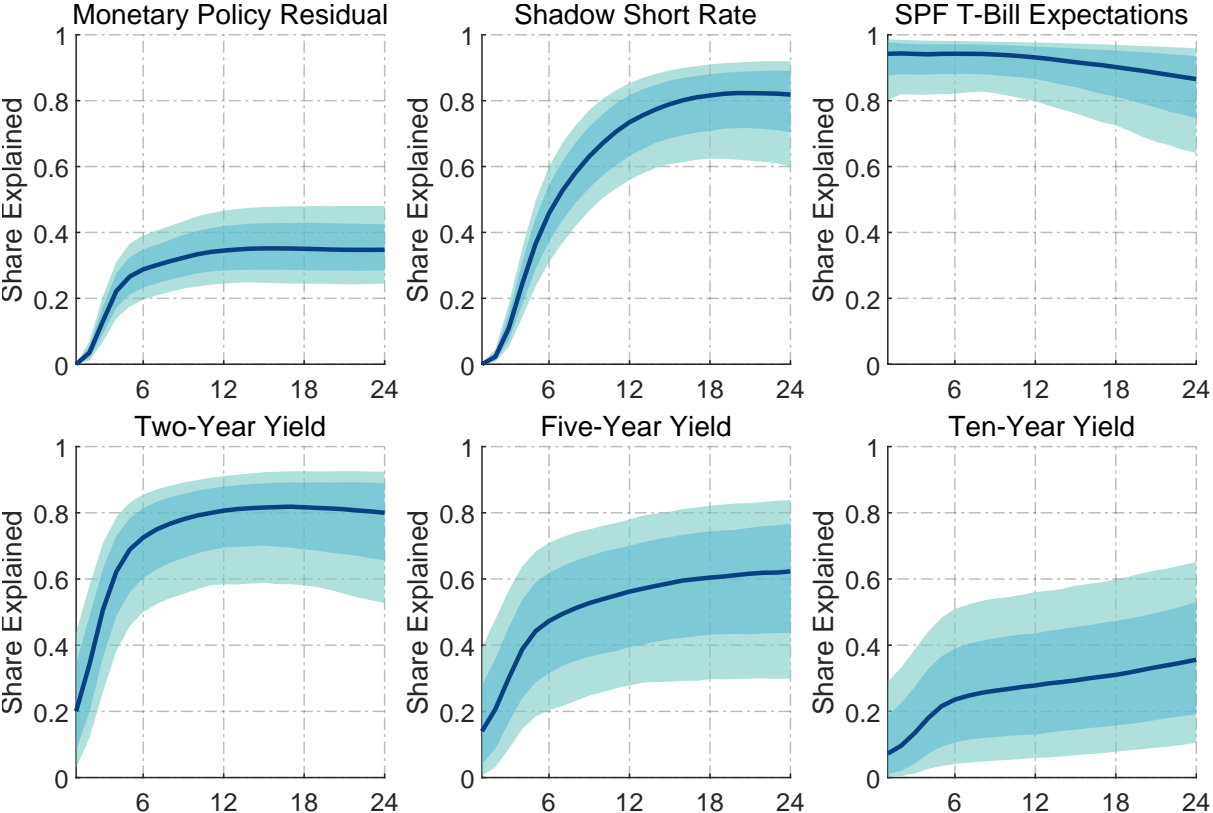 Monetary Policy Residual
Share Explained
1
0.8
0.6
0.4
0.2
0
6 12 18 24
Shadow Short Rate
Share Explained
1
0.8
0.6
0.4
0.2
0
6 12 18 24
SPF T-Bill Expectations
Share Explained
1
0.8
0.6
0.4
0.2
0
6 12 18 24
Two-Year Yield
Share Explained
1
0.8
0.6
0.4
0.2
0
6 12 18 24
Five-Year Yield
Share Explained
1
0.8
0.6
0.4
0.2
0
6 12 18 24
Ten-Year Yield
Share Explained
1
0.8
0.6
0.4
0.2
0
6 12 18 24